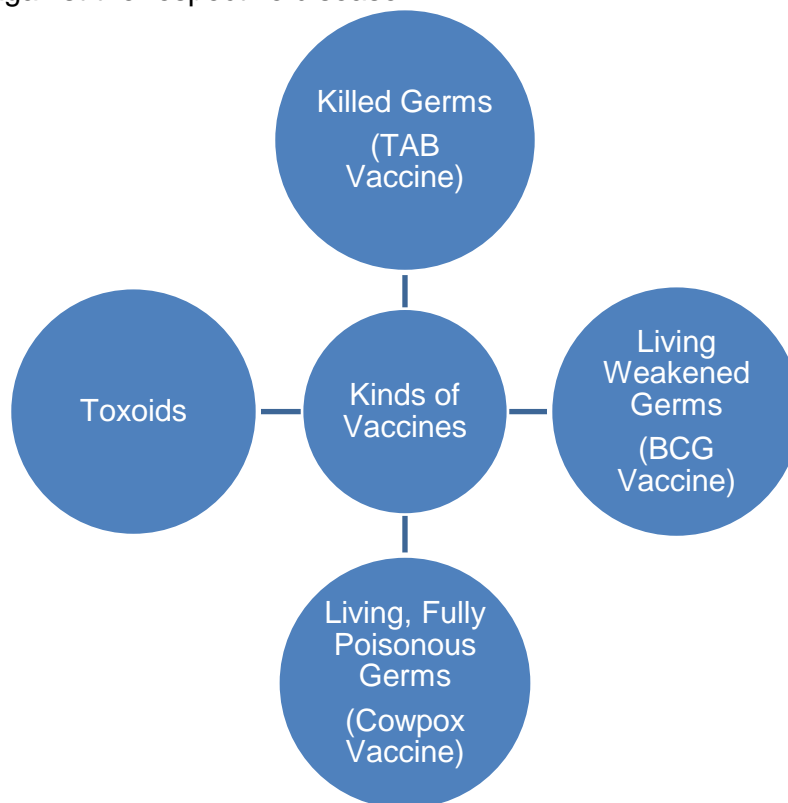 Killed Germs
(TAB
Vaccine)
Toxoids
Kinds of
Vaccines
Living
Weakened
Germs
(BCG
Vaccine)
Living, Fully
Poisonous
Germs
(Cowpox
Vaccine)